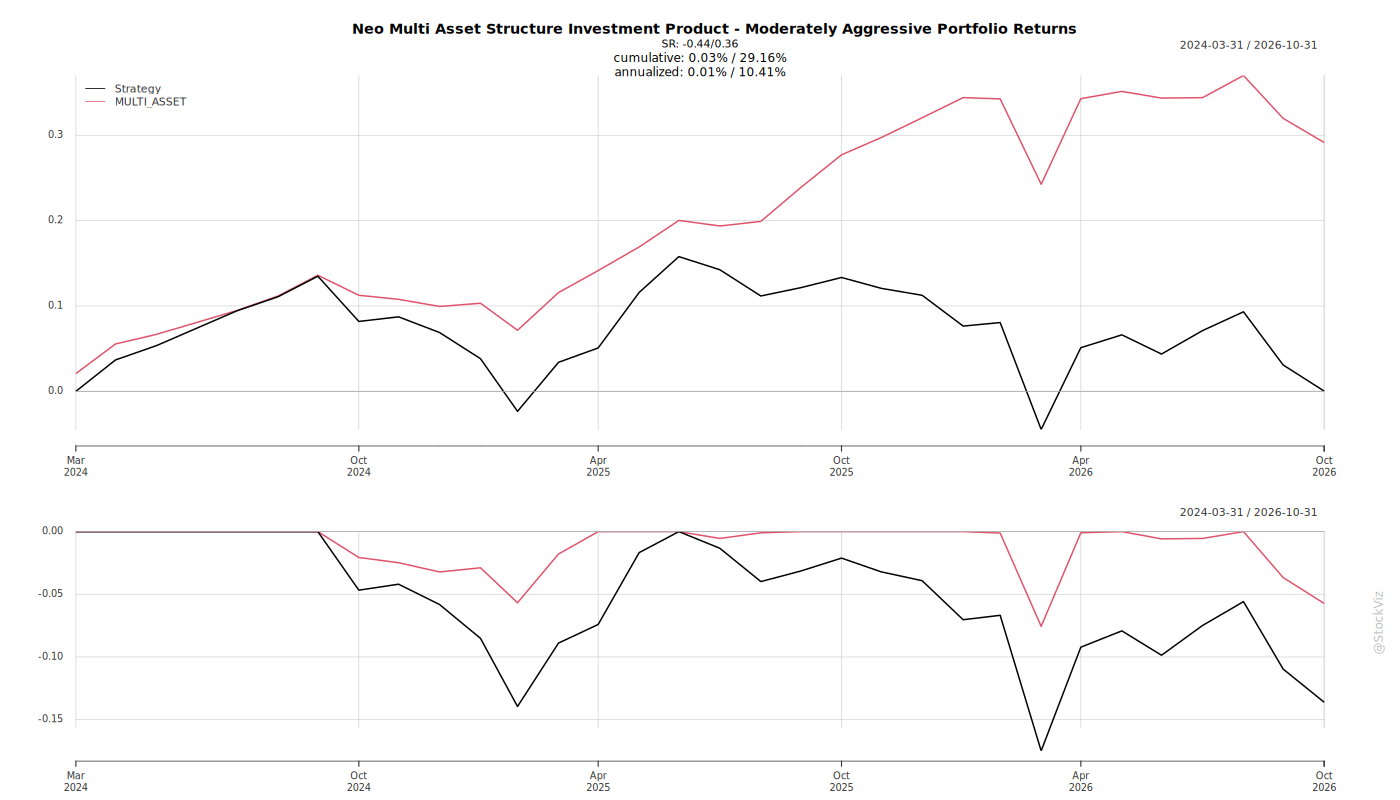 Neo Multi Asset Structure Investment Product - Moderately Aggressive Portfolio Returns
SR: -0.44/0.36
cumulative: 0.03% / 29.16%
annualized: 0.01% / 10.41%
2024-03-31 / 2026-10-31
Strategy
MULTI_ASSET
0.3
0.2
0.1
0.0
Mar
2024
Oct
2024
Apr
2025
Oct
2025
Apr
2026
Oct
2026
2024-03-31 / 2026-10-31
0.00
-0.05
-0.10
-0.15
Mar
2024
Oct
2024
Apr
2025
Oct
2025
Apr
2026
Oct
2026
@StockViz